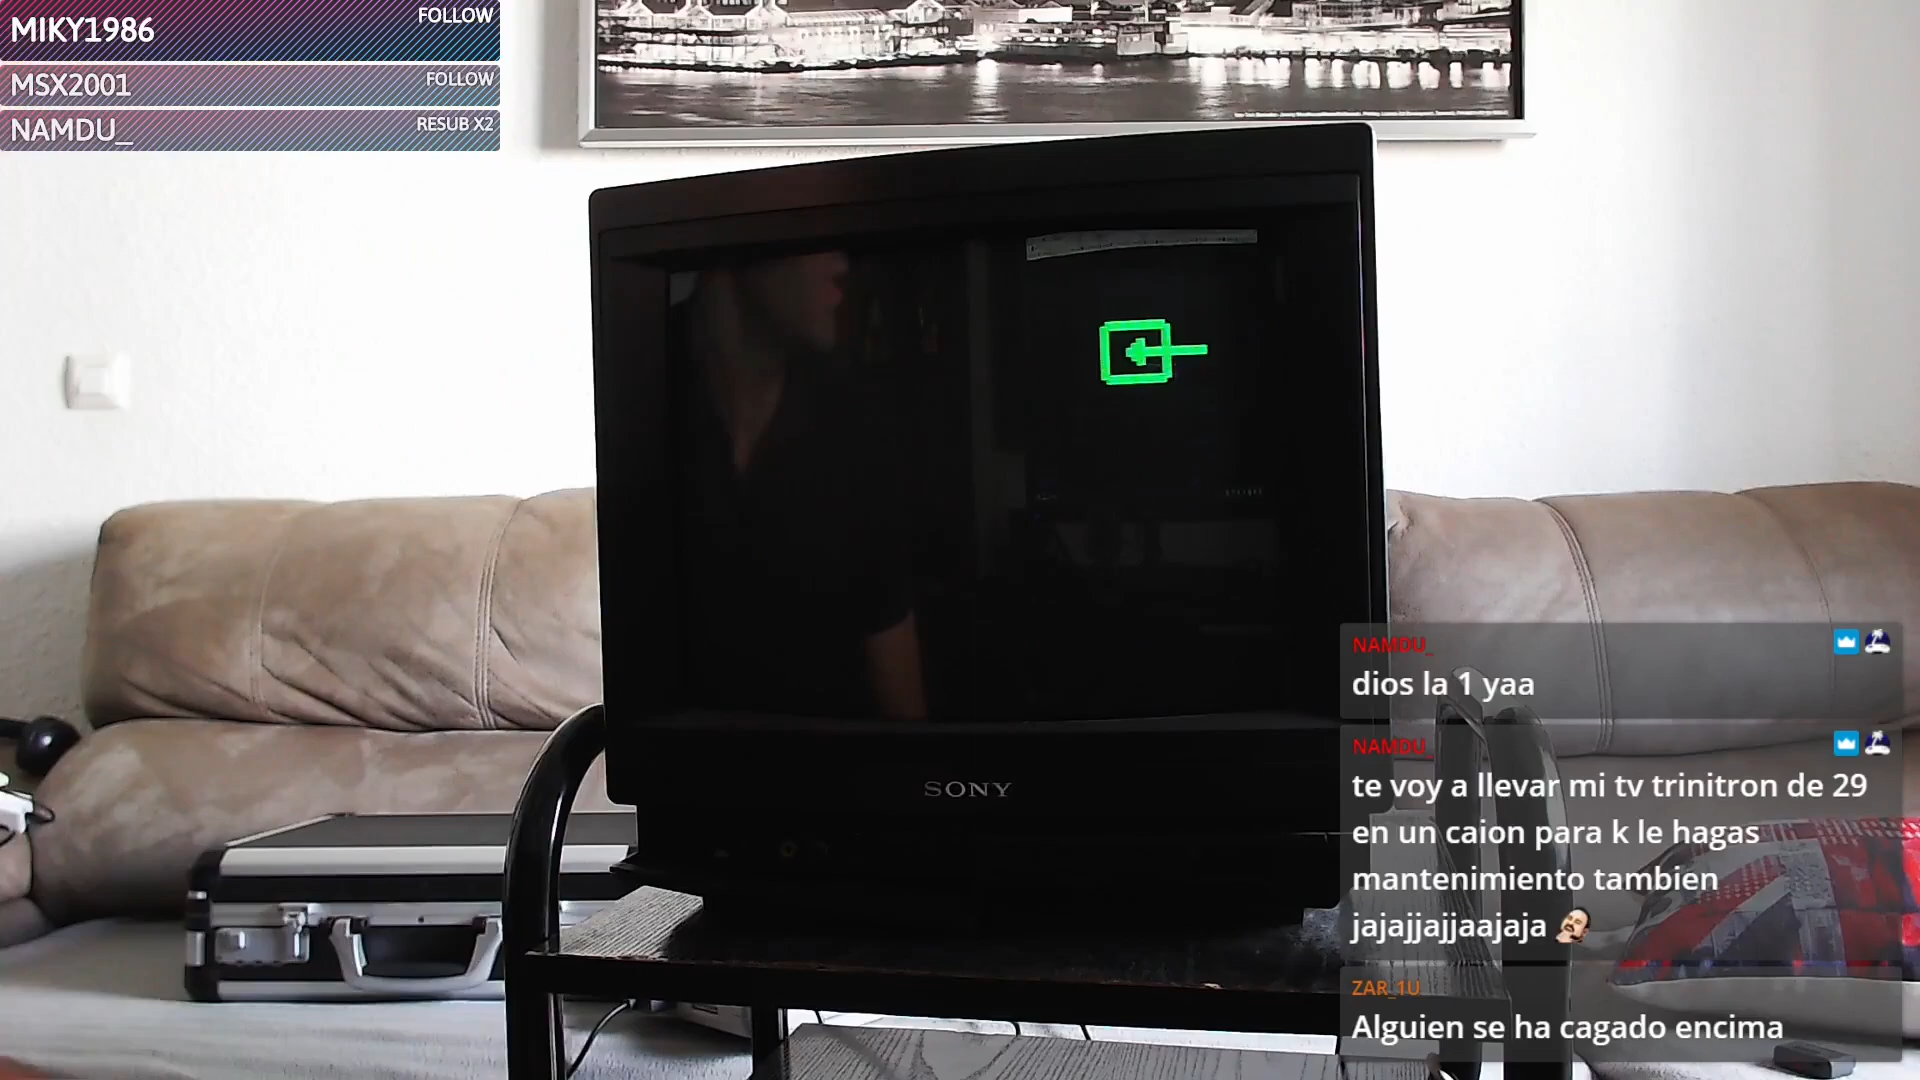 MIKY1986
FOLLOW
MSX2001
FOLLOW
NAMDU_
RESUB X2
SONY
NAMDU_
dios la 1 yaa
NAMDU_
te voy a llevar mi tv trinitron de 29
en un caion para k le hagas
mantenimiento tambien
jajajjajjaajaja
ZAR_1U
Alguien se ha cagado encima